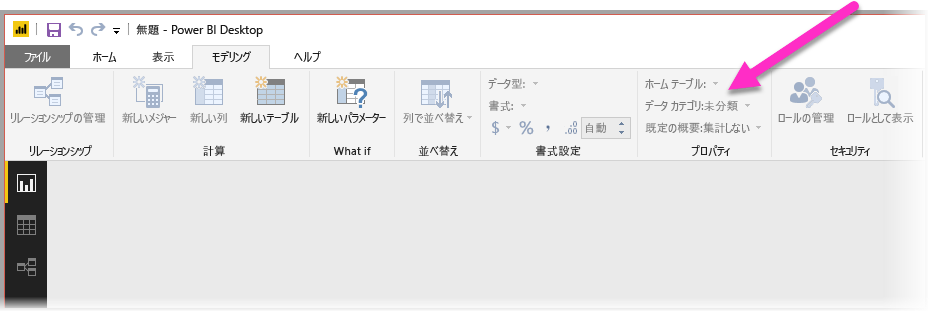 無題 - Power BI Desktop
ファイル ホーム 表示 モデリング ヘルプ
リレーションシップの管理 新しいメジャー 新しい列 新しいテーブル 新しいパラメーター 列で並べ替え
データ型:
書式:
$ % , .00 自動
ホーム テーブル:
データ カテゴリ:未分類
既定の概要:集計しない
ロールの管理 ロールとして表示
リレーションシップ 計算 What if 並べ替え 書式設定 プロパティ セキュリティ